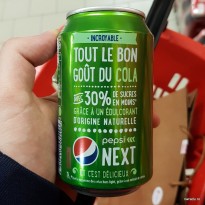 INCROYABLE
TOUT LE BON
GOÛT DU COLA
30% DE SUCRES
EN MOINS*
GRÂCE À UN ÉDULCORANT
D'ORIGINE NATURELLE
pepsi
NEXT
C'EST DÉLICIEUX